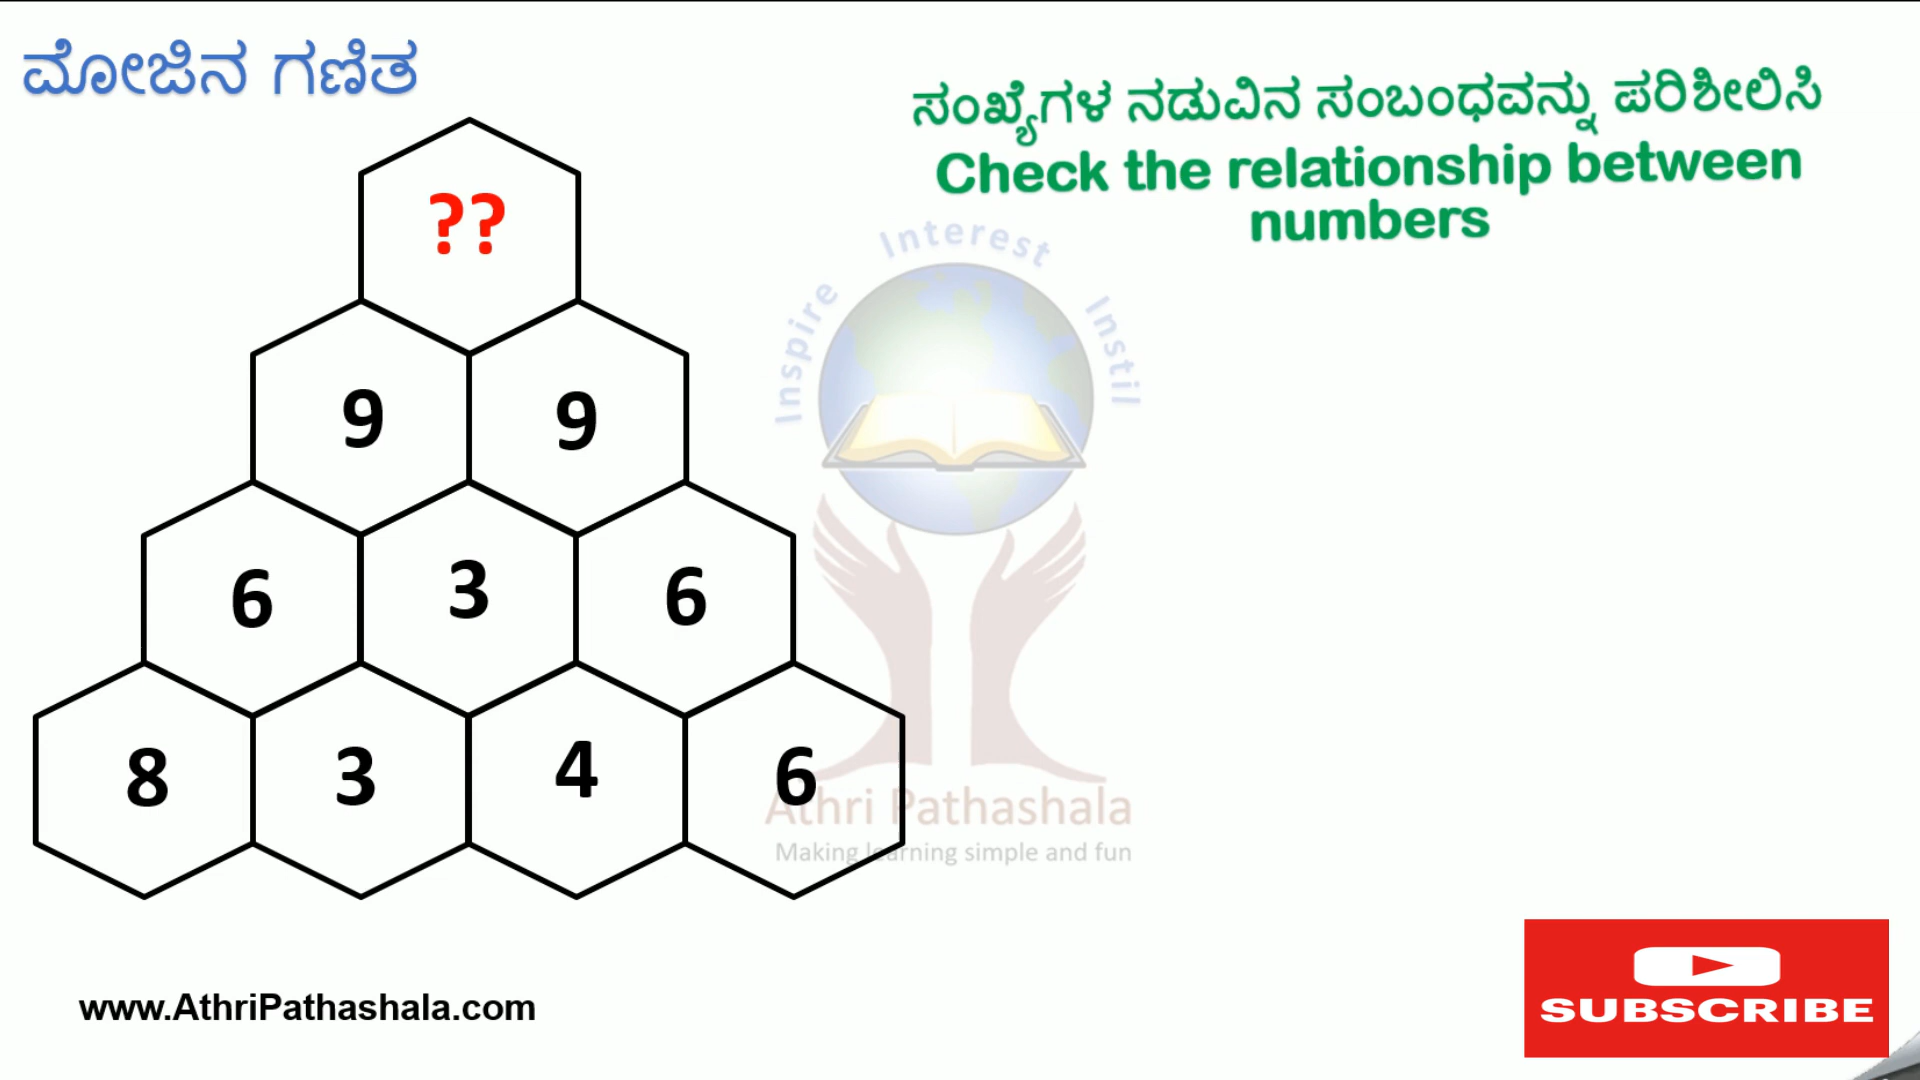 ಮೋಜಿನ ಗಣಿತ
ಸಂಖ್ಯೆಗಳ ನಡುವಿನ ಸಂಬಂಧವನ್ನು ಪರಿಶೀಲಿಸಿ
Check the relationship between
numbers
??
9 9
6 3 6
8 3 4 6
Inspire Interest Instil
Athri Pathashala
Making learning simple and fun
www.AthriPathashala.com
SUBSCRIBE